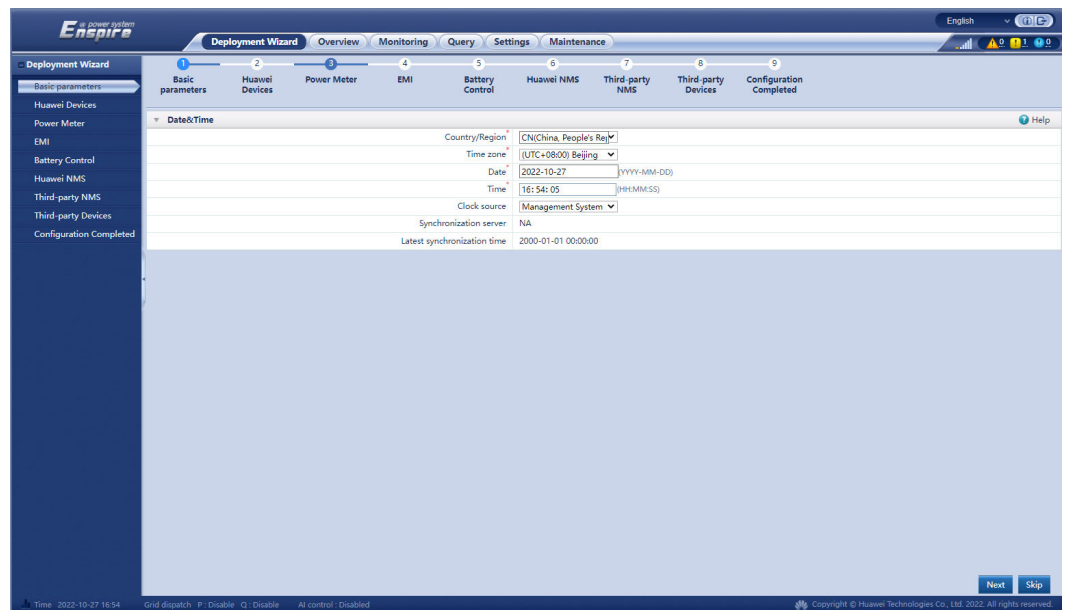 Enspire @ power system
English
Deployment Wizard Overview Monitoring Query Settings Maintenance
0 1 0
Deployment Wizard
Basic parameters
Huawei Devices
Power Meter
EMI
Battery Control
Huawei NMS
Third-party NMS
Third-party Devices
Configuration Completed
1 2 3 4 5 6 7 8 9
Basic parameters
Huawei Devices
Power Meter
EMI
Battery Control
Huawei NMS
Third-party NMS
Third-party Devices
Configuration Completed
Date&Time Help
Country/Region * CN(China, People's Rep
Time zone * (UTC+08:00) Beijing
Date * 2022-10-27 (YYYY-MM-DD)
Time * 16:54:05 (HH:MM:SS)
Clock source Management System
Synchronization server NA
Latest synchronization time 2000-01-01 00:00:00
Next Skip
Time 2022-10-27 16:54 Grid dispatch P : Disable Q : Disable AI control : Disabled Copyright © Huawei Technologies Co., Ltd. 2022. All rights reserved.